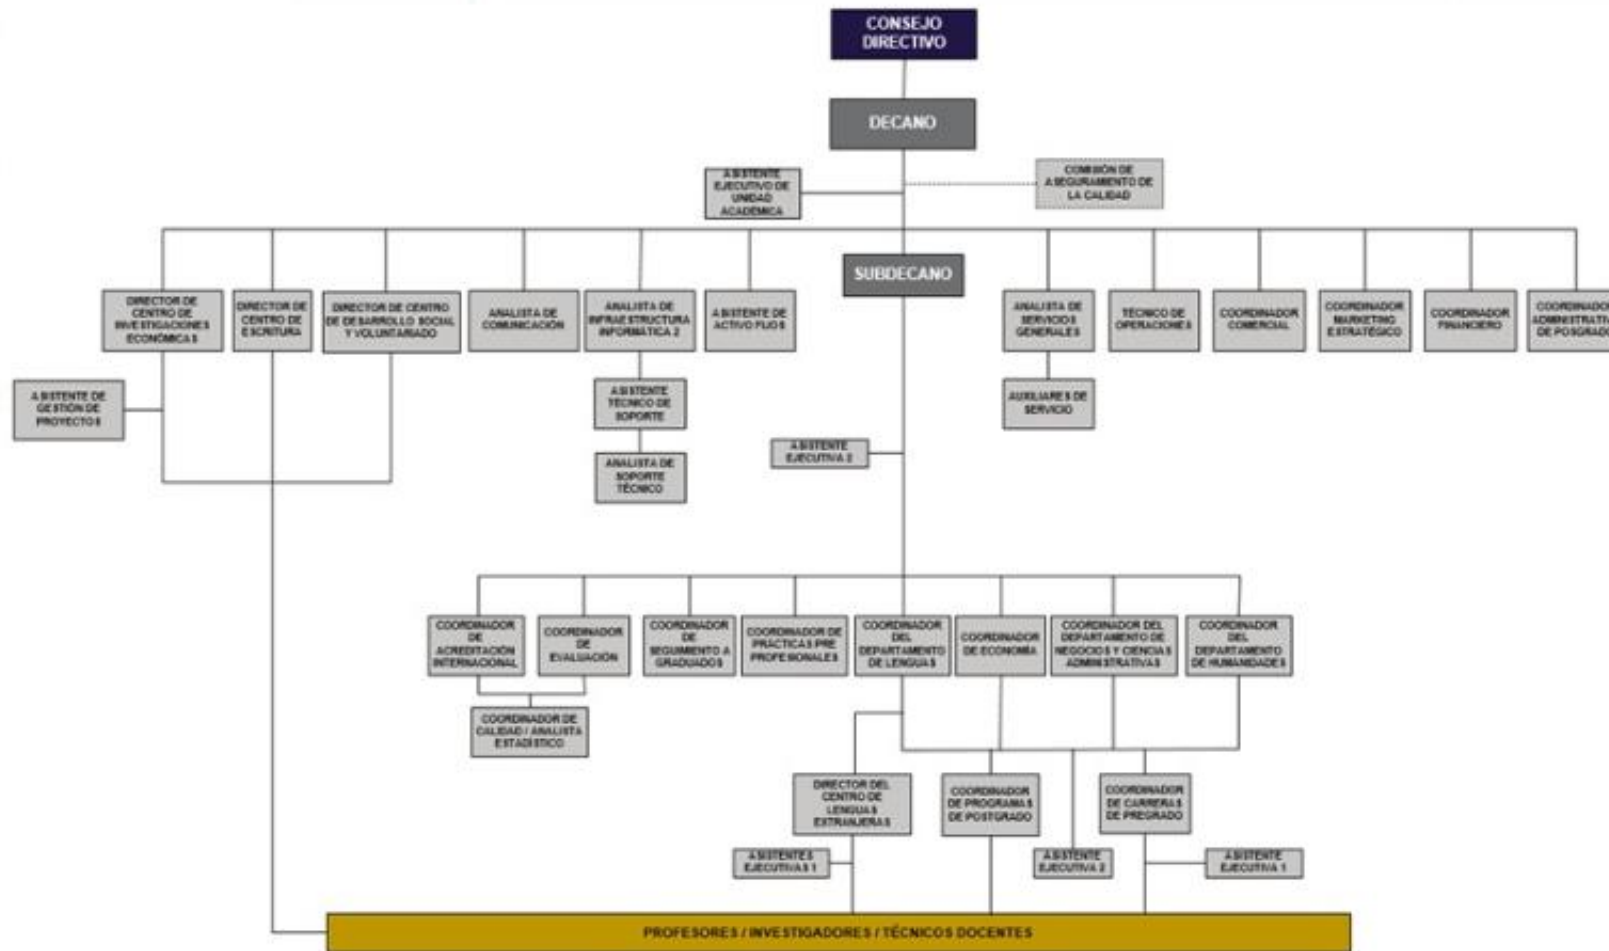 CONSEJO
DIRECTIVO
DECANO
ASISTENTE
EJECUTIVO DE
UNIDAD
ACADÉMICA
COMISIÓN DE
ASEGURAMIENTO DE
LA CALIDAD
SUBDECANO
DIRECTOR DE
CENTRO DE
INVESTIGACIONES
ECONÓMICAS
DIRECTOR DE
CENTRO DE
ESCRITURA
DIRECTOR DE CENTRO
DE DESARROLLO SOCIAL
Y VOLUNTARIADO
ANALISTA DE
COMUNICACIÓN
ANALISTA DE
INFRAESTRUCTURA
INFORMÁTICA 2
ASISTENTE DE
ACTIVO FIJOS
ANALISTA DE
SERVICIOS
GENERALES
TÉCNICO DE
OPERACIONES
COORDINADOR
COMERCIAL
COORDINADOR
MARKETING
ESTRATÉGICO
COORDINADOR
FINANCIERO
COORDINADOR
ADMINISTRATIV
DE POSGRADO
ASISTENTE DE
GESTIÓN DE
PROYECTOS
ASISTENTE
TÉCNICO DE
SOPORTE
AUXILIARES DE
SERVICIO
ANALISTA DE
SOPORTE
TÉCNICO
ASISTENTE
EJECUTIVA 2
COORDINADOR
DE
ACREDITACIÓN
INTERNACIONAL
COORDINADOR
DE
EVALUACIÓN
COORDINADOR
DE
SEGUIMIENTO A
GRADUADOS
COORDINADOR DE
PRÁCTICAS PRE
PROFESIONALES
COORDINADOR
DEL
DEPARTAMENTO
DE LENGUAS
COORDINADOR
DE ECONOMÍA
COORDINADOR DEL
DEPARTAMENTO DE
NEGOCIOS Y CIENCIAS
ADMINISTRATIVAS
COORDINADOR
DEL
DEPARTAMENTO
DE HUMANIDADES
COORDINADOR DE
CALIDAD / ANALISTA
ESTADÍSTICO
DIRECTOR DEL
CENTRO DE
LENGUAS
EXTRANJERAS
COORDINADOR
DE PROGRAMAS
DE POSTGRADO
COORDINADOR
DE CARRERAS
DE PREGRADO
ASISTENTES
EJECUTIVAS 1
ASISTENTE
EJECUTIVA 2
ASISTENTE
EJECUTIVA 1
PROFESORES / INVESTIGADORES / TÉCNICOS DOCENTES